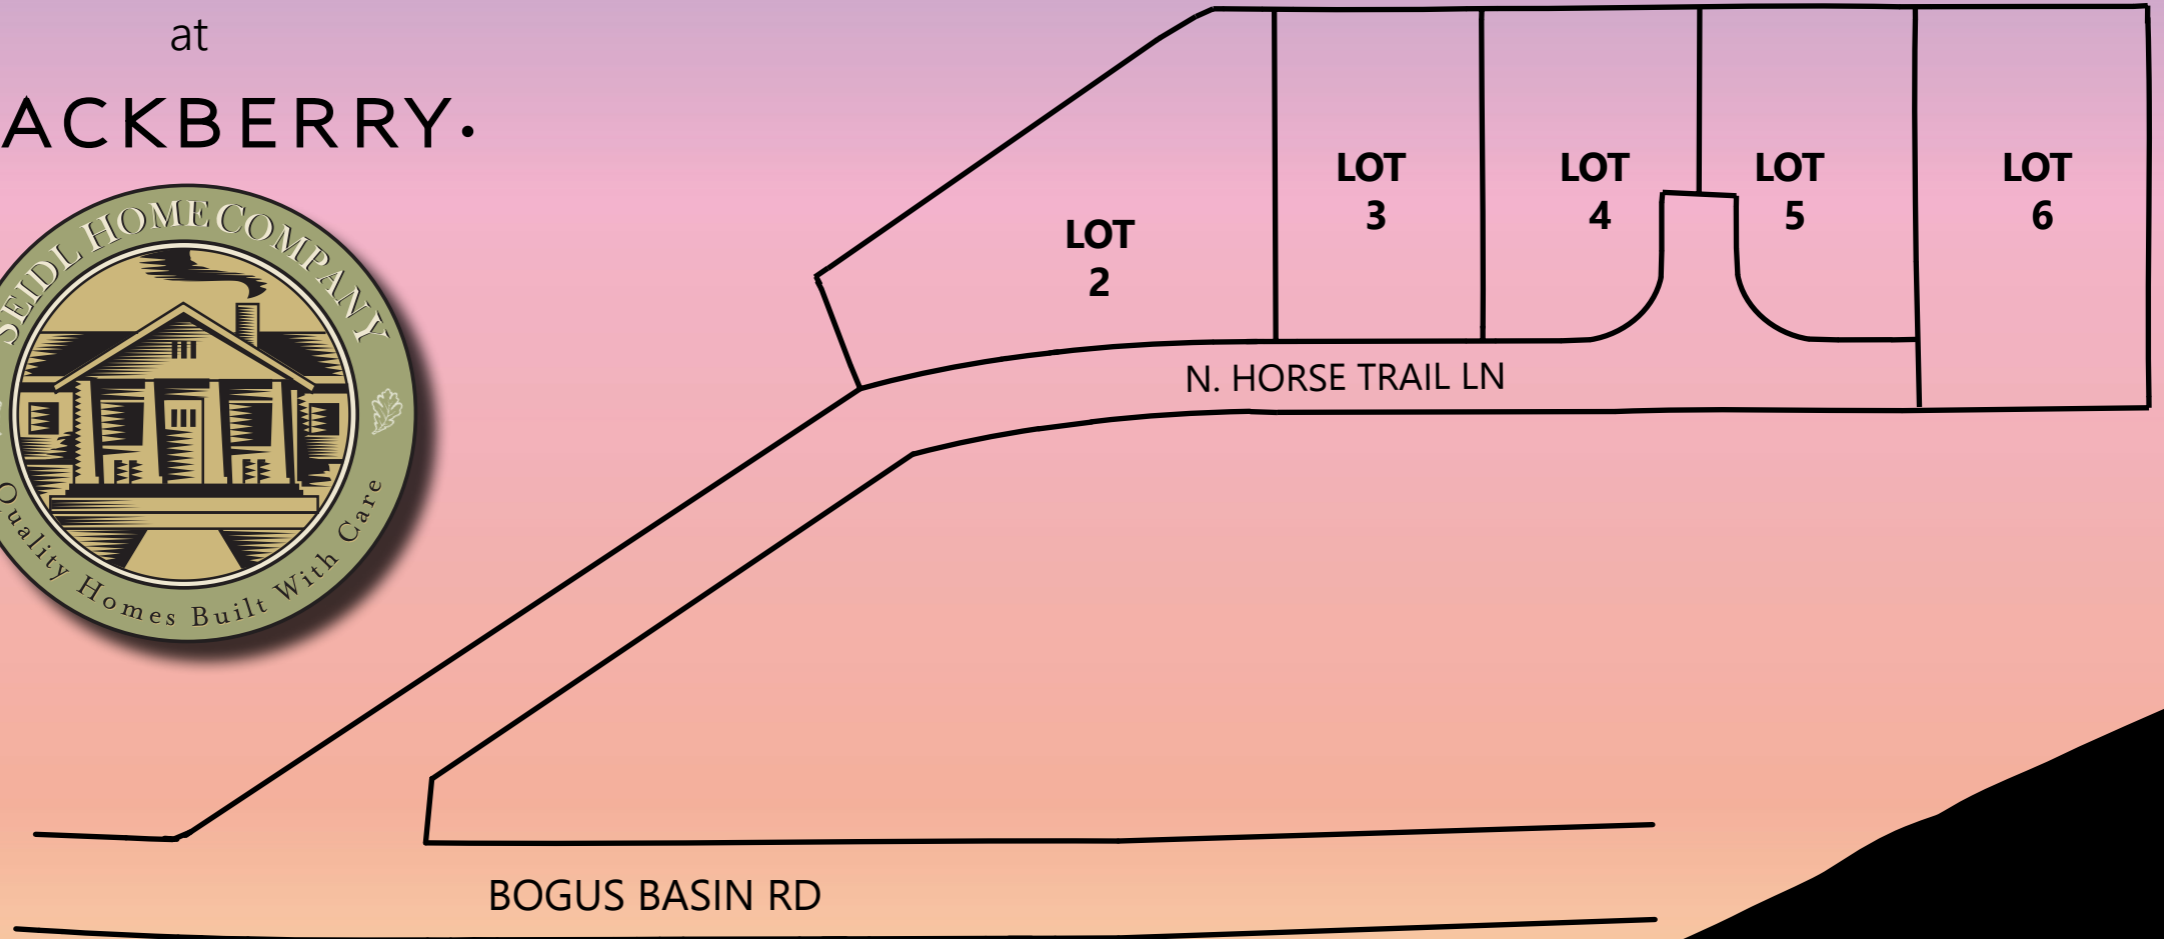 at
ACKBERRY.
SEIDL HOME COMPANY
Quality Homes Built With Care
LOT
2
LOT
3
LOT
4
LOT
5
LOT
6
N. HORSE TRAIL LN
BOGUS BASIN RD